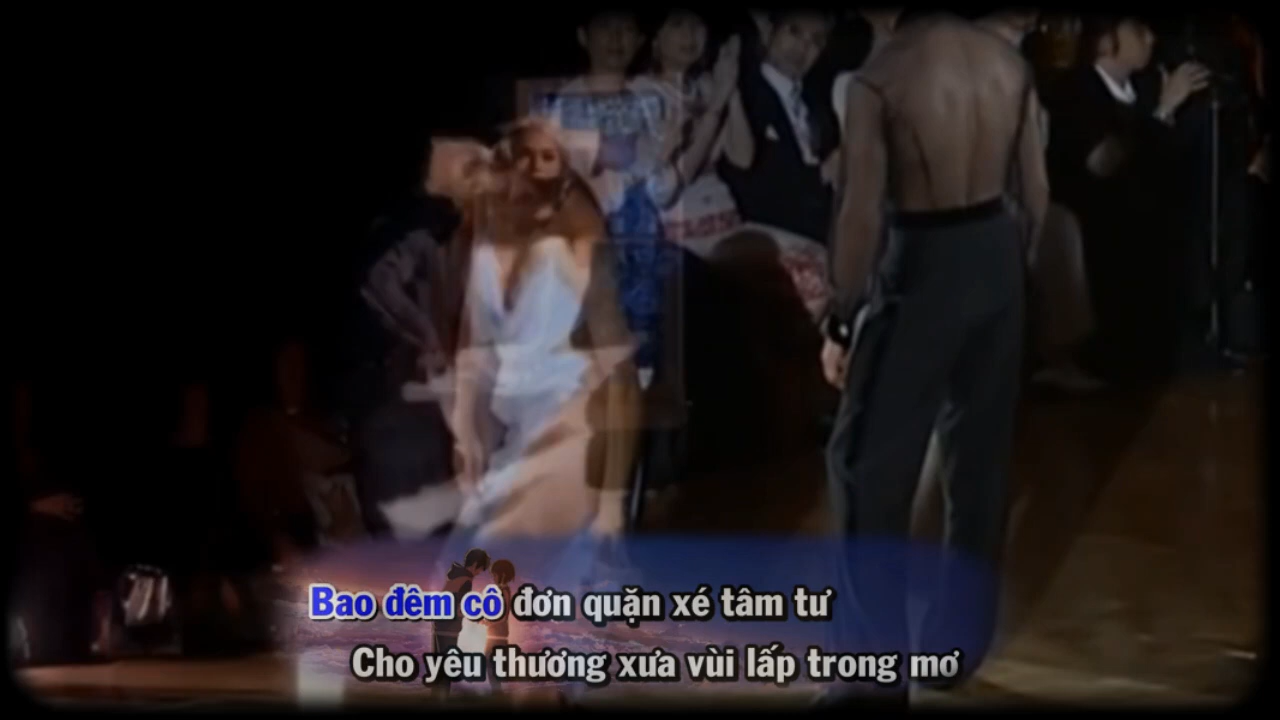 Bao đêm cô đơn quặn xé tâm tư
Cho yêu thương xưa vùi lấp trong mơ